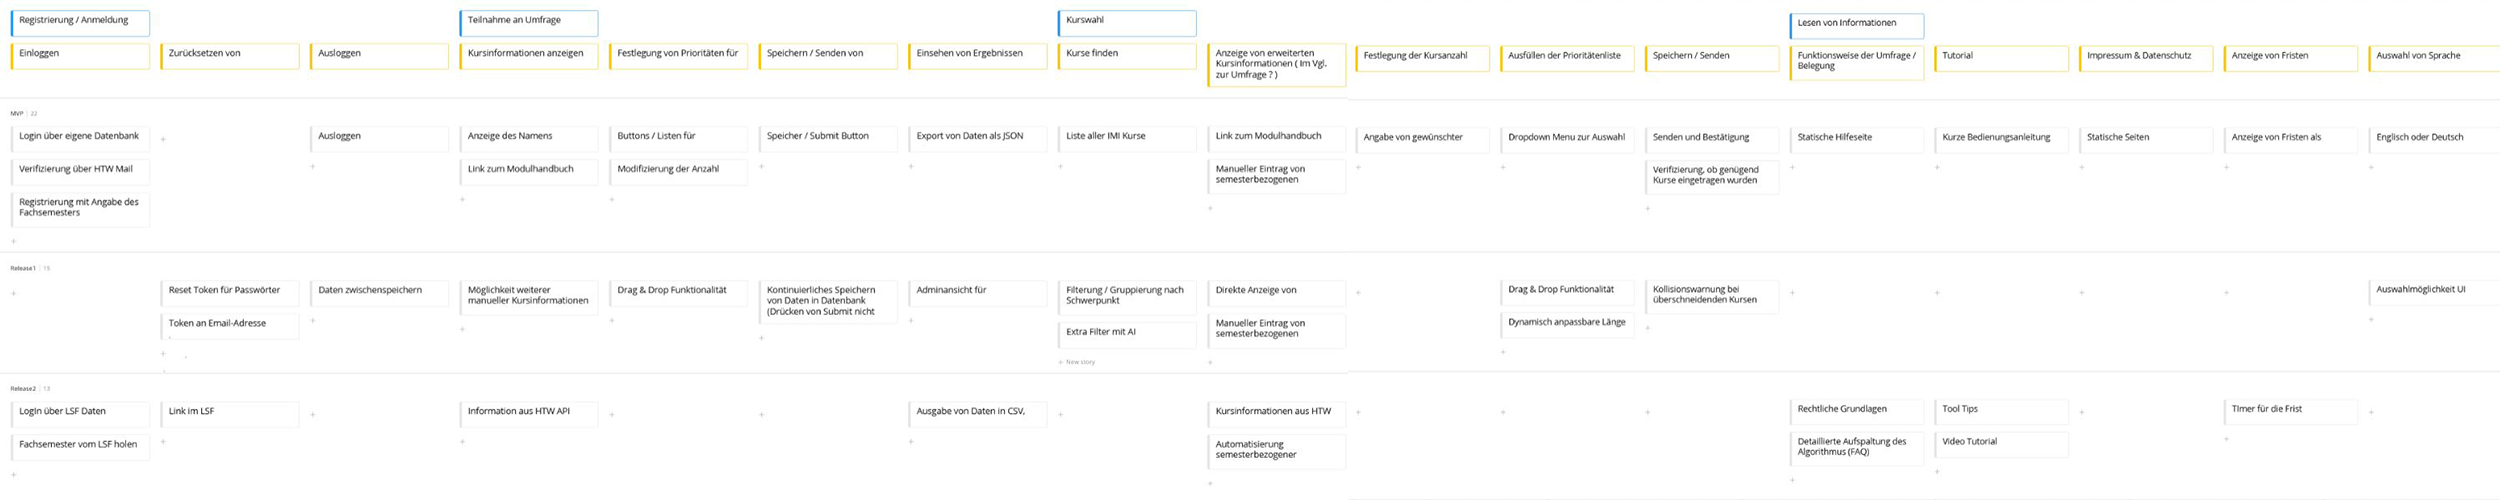 Registrierung / Anmeldung
Teilnahme an Umfrage
Kurswahl
Lesen von Informationen
Einloggen
Zurücksetzen von
Ausloggen
Kursinformationen anzeigen
Festlegung von Prioritäten für
Speichern / Senden von
Einsehen von Ergebnissen
Kurse finden
Anzeige von erweiterten
Kursinformationen ( Im Vgl.
zur Umfrage ? )
Festlegung der Kursanzahl
Ausfüllen der Prioritätenliste
Speichern / Senden
Funktionsweise der Umfrage /
Belegung
Tutorial
Impressum & Datenschutz
Anzeige von Fristen
Auswahl von Sprache
MVP | 22
Login über eigene Datenbank
Verifizierung über HTW Mail
Registrierung mit Angabe des
Fachsemesters
Ausloggen
Anzeige des Namens
Link zum Modulhandbuch
Buttons / Listen für
Modifizierung der Anzahl
Speicher / Submit Button
Export von Daten als JSON
Liste aller IMI Kurse
Link zum Modulhandbuch
Manueller Eintrag von
semesterbezogenen
Angabe von gewünschter
Dropdown Menu zur Auswahl
Senden und Bestätigung
Verifizierung, ob genügend
Kurse eingetragen wurden
Statische Hilfeseite
Kurze Bedienungsanleitung
Statische Seiten
Anzeige von Fristen als
Englisch oder Deutsch
Release1 | 15
Reset Token für Passwörter
Token an Email-Adresse
Daten zwischenspeichern
Möglichkeit weiterer
manueller Kursinformationen
Drag & Drop Funktionalität
Kontinuierliches Speichern
von Daten in Datenbank
(Drücken von Submit nicht
Adminansicht für
Filterung / Gruppierung nach
Schwerpunkt
Extra Filter mit AI
+ New story
Direkte Anzeige von
Manueller Eintrag von
semesterbezogenen
Drag & Drop Funktionalität
Dynamisch anpassbare Länge
Kollisionswarnung bei
überschneidenden Kursen
Auswahlmöglichkeit UI
Release2 | 13
Login über LSF Daten
Fachsemester vom LSF holen
Link im LSF
Information aus HTW API
Ausgabe von Daten in CSV,
Kursinformationen aus HTW
Automatisierung
semesterbezogener
Rechtliche Grundlagen
Detaillierte Aufspaltung des
Algorithmus (FAQ)
Tool Tips
Video Tutorial
TImer für die Frist